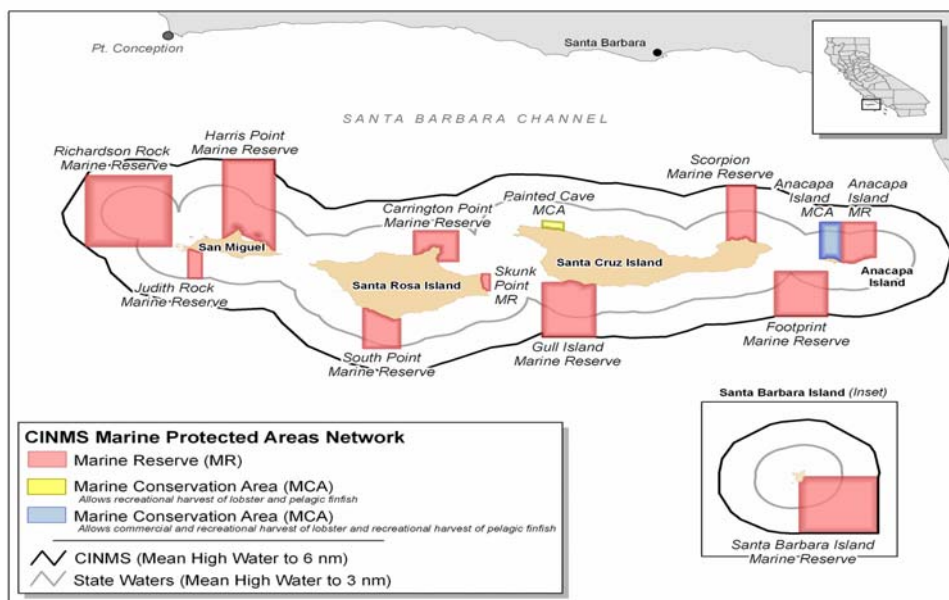 Pt. Conception
Santa Barbara
SANTA BARBARA CHANNEL
Harris Point
Marine Reserve
Richardson Rock
Marine Reserve
Scorpion
Marine Reserve
Painted Cave
MCA
Anacapa
Island
MCA
Anacapa
Island
MR
Carrington Point
Marine Reserve
San Miguel
Santa Cruz Island
Skunk
Point
MR
Santa Rosa Island
Anacapa
Island
Judith Rock
Marine Reserve
South Point
Marine Reserve
Gull Island
Marine Reserve
Footprint
Marine Reserve
Santa Barbara Island (Inset)
Santa Barbara Island
Marine Reserve
CINMS Marine Protected Areas Network
Marine Reserve (MR)
Marine Conservation Area (MCA)
Allows recreational harvest of lobster and pelagic finfish
Marine Conservation Area (MCA)
Allows commercial and recreational harvest of lobster and recreational harvest of pelagic finfish
CINMS (Mean High Water to 6 nm)
State Waters (Mean High Water to 3 nm)